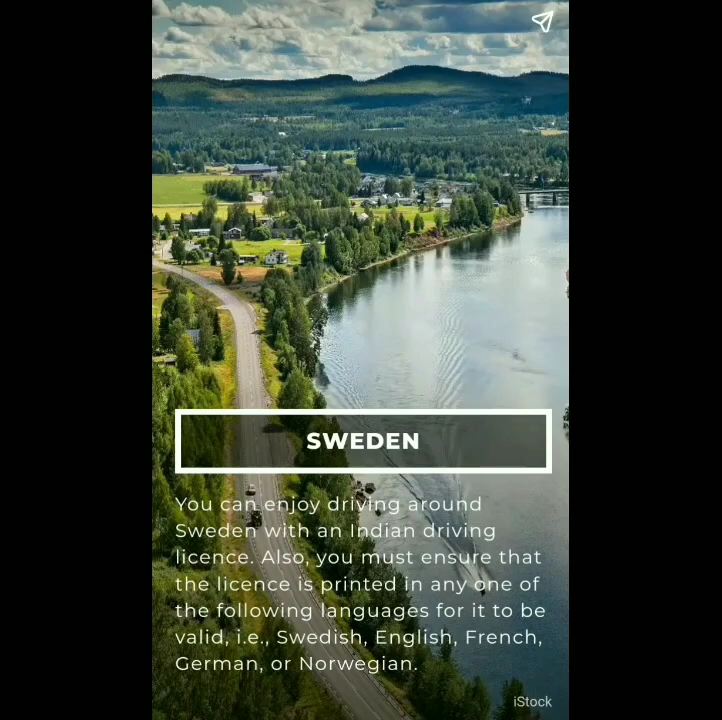 SWEDEN
You can enjoy driving around
Sweden with an Indian driving
licence. Also, you must ensure that
the licence is printed in any one of
the following languages for it to be
valid, i.e., Swedish, English, French,
German, or Norwegian.
iStock